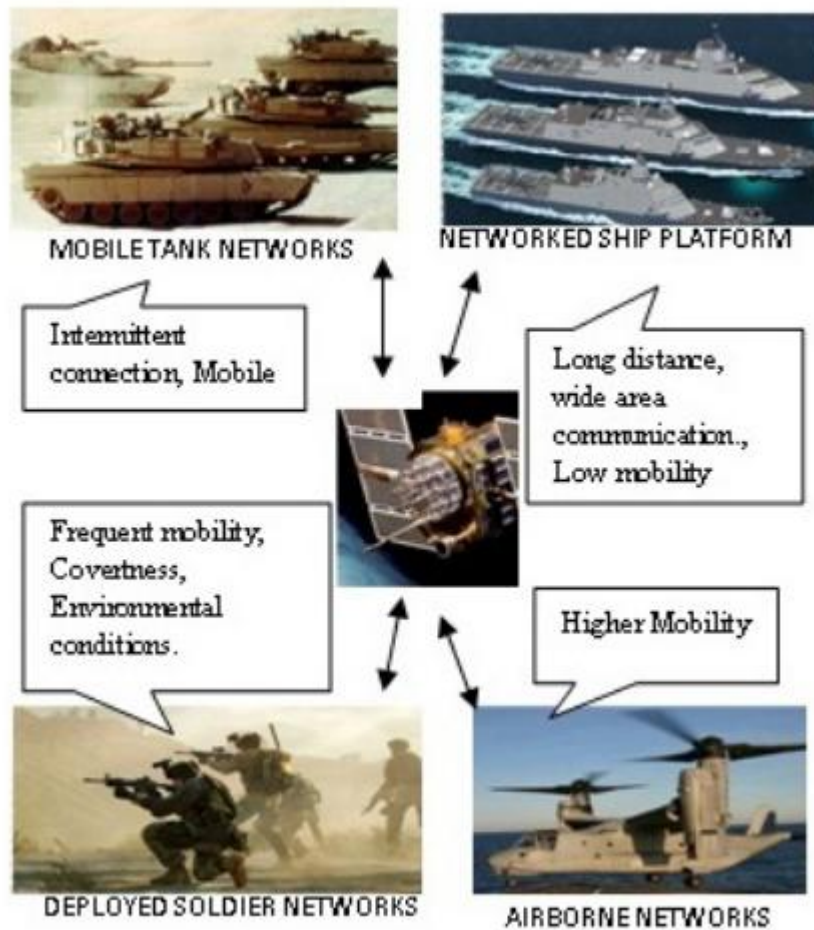 MOBILE TANK NETWORKS
NETWORKED SHIP PLATFORM
Intermittent
connection, Mobile
Long distance,
wide area
communication.,
Low mobility
Frequent mobility,
Covertness,
Environmental
conditions.
Higher Mobility
DEPLOYED SOLDIER NETWORKS
AIRBORNE NETWORKS